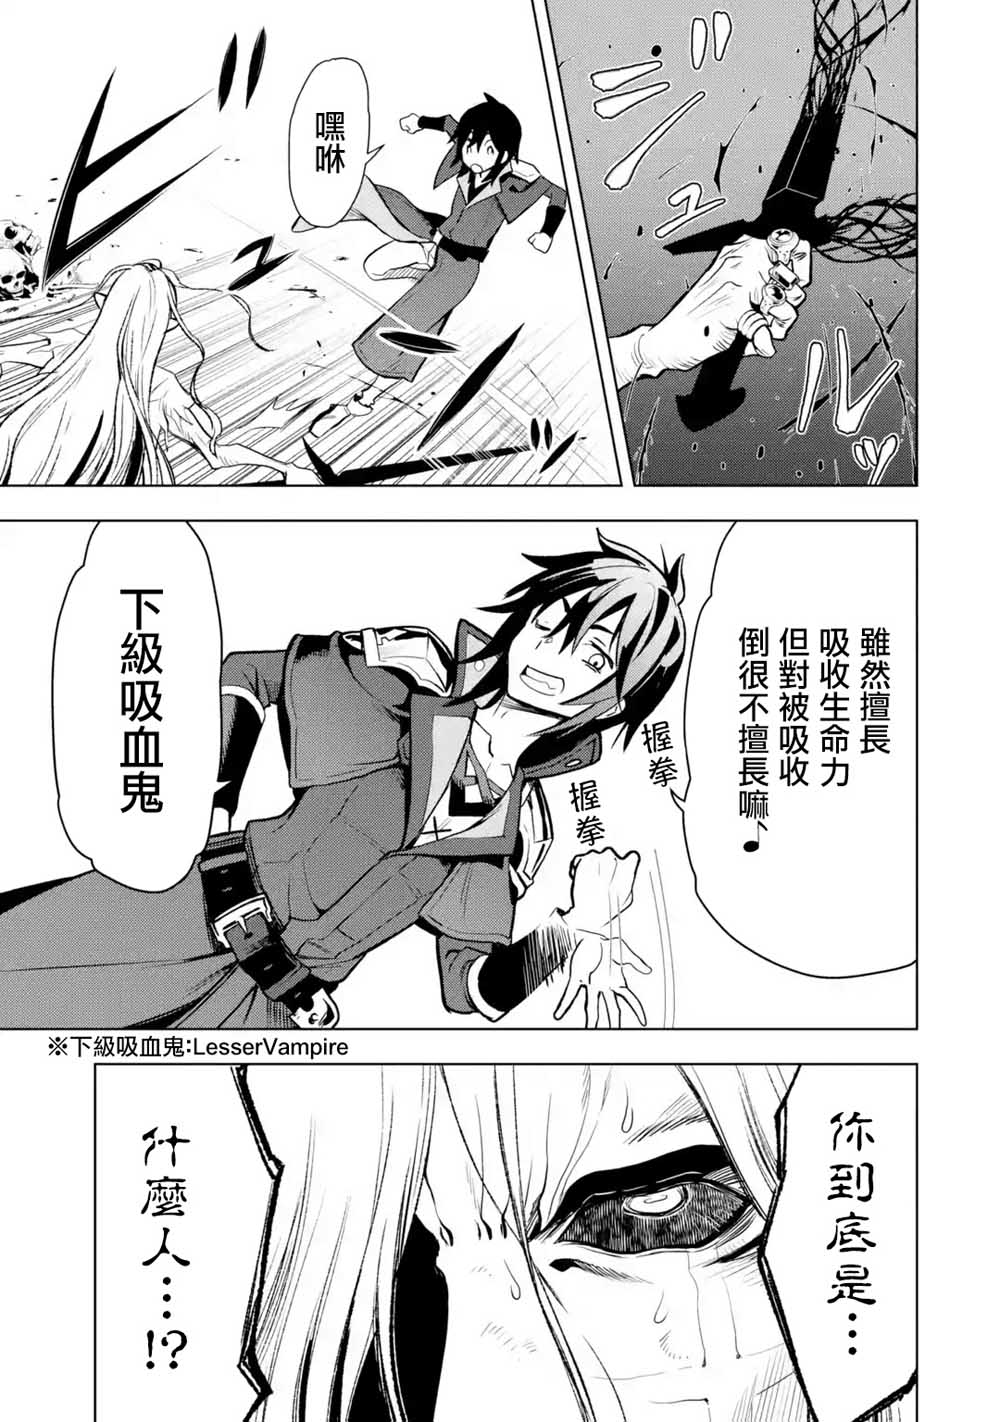 ジュルルッ
嘿咻
雖然擅長
吸收生命力
但對被吸收
倒很不擅長嘛♪
握拳
握拳
下級吸血鬼
※下級吸血鬼:LesserVampire
你到底是…
什麼人…!?